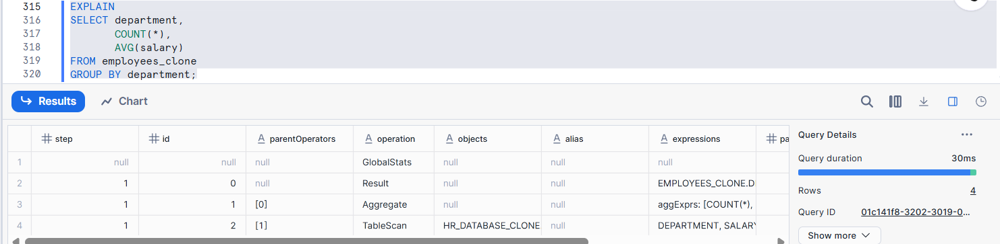 315 EXPLAIN
316 SELECT department,
317 COUNT(*),
318 AVG(salary)
319 FROM employees_clone
320 GROUP BY department;
Results Chart
step id parentOperators operation objects alias expressions pa
1 null null null GlobalStats null null null
2 1 0 null Result null null EMPLOYEES_CLONE.D
3 1 1 [0] Aggregate null null aggExprs: [COUNT(*),
4 1 2 [1] TableScan HR_DATABASE_CLONE null DEPARTMENT, SALARY
Query Details ...
Query duration 30ms
Rows 4
Query ID 01c141f8-3202-3019-0...
Show more